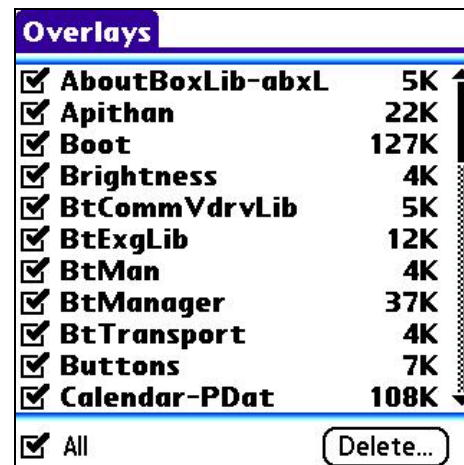 Overlays
AboutBoxLib-abxL 5K
Apithan 22K
Boot 127K
Brightness 4K
BtCommVdrvLib 5K
BtExgLib 12K
BtMan 4K
BtManager 37K
BtTransport 4K
Buttons 7K
Calendar-PDat 108K
All Delete...